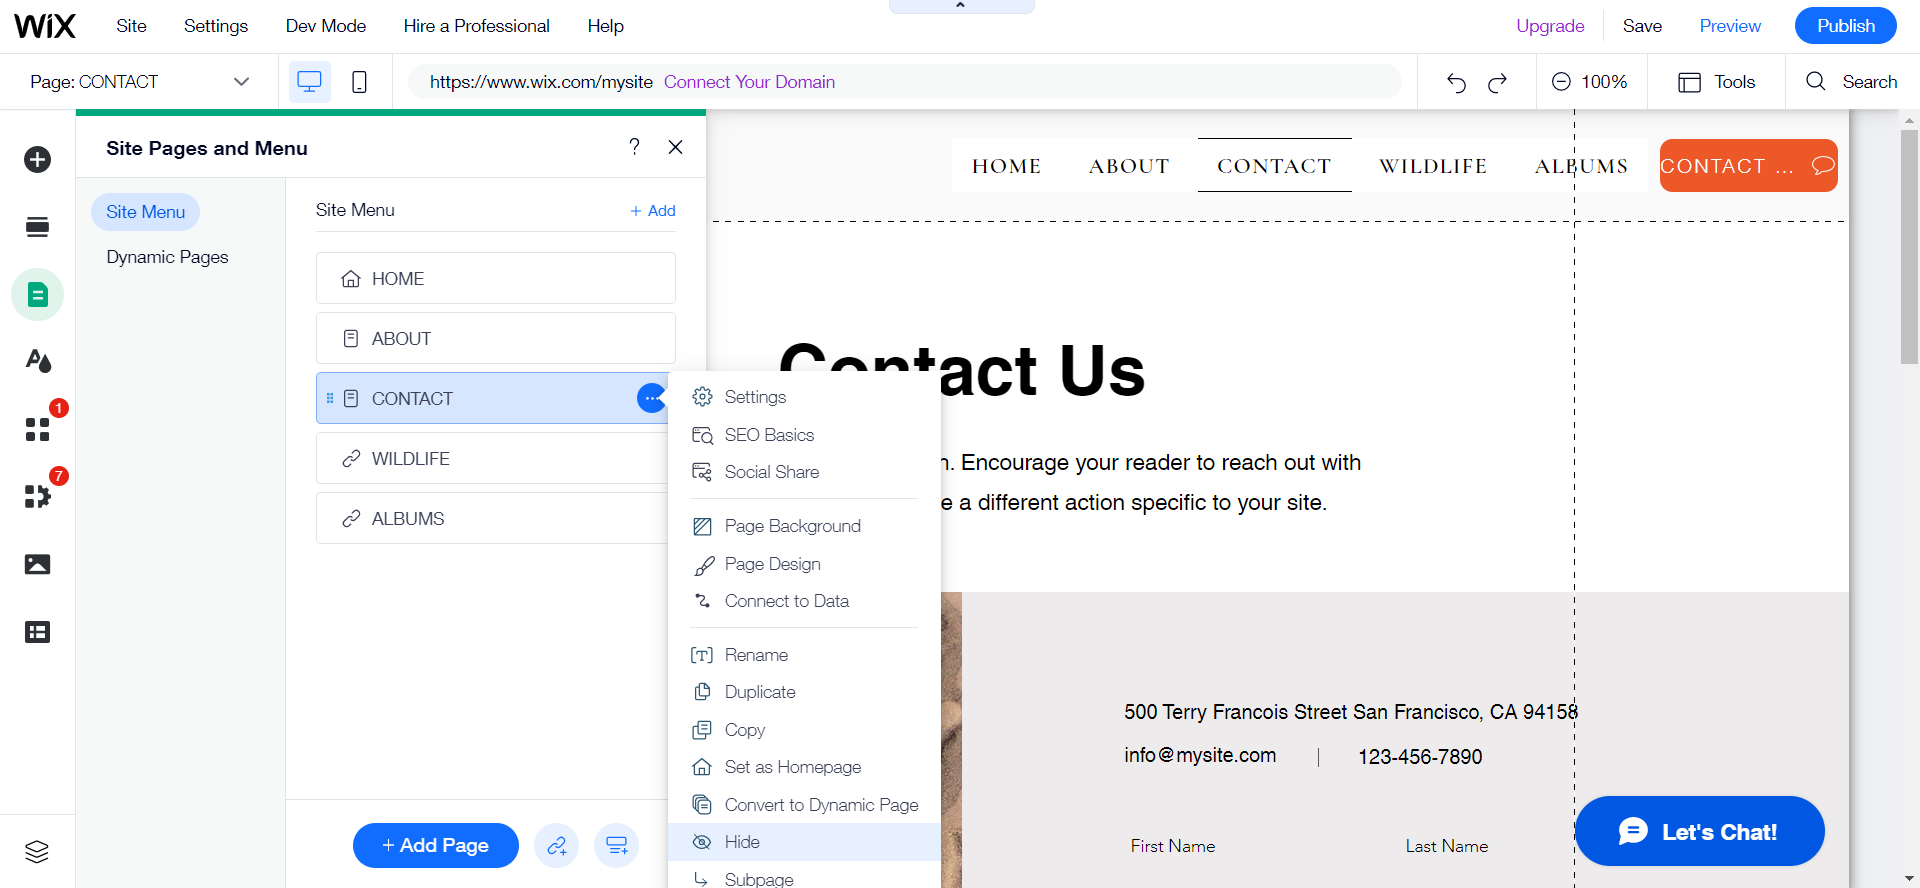 WiX Site Settings Dev Mode Hire a Professional Help Upgrade Save Preview Publish
Page: CONTACT https://www.wix.com/mysite Connect Your Domain 100% Tools Search
Site Pages and Menu ?
HOME ABOUT CONTACT WILDLIFE ALBUMS CONTACT ...
Site Menu
Dynamic Pages
Site Menu + Add
HOME
ABOUT
CONTACT
WILDLIFE
ALBUMS
1
7
+ Add Page
Settings
SEO Basics
Social Share
Page Background
Page Design
Connect to Data
Rename
Duplicate
Copy
Set as Homepage
Convert to Dynamic Page
Hide
Subpage
Contact Us
n. Encourage your reader to reach out with
e a different action specific to your site.
500 Terry Francois Street San Francisco, CA 94158
info@mysite.com | 123-456-7890
First Name Last Name
Let's Chat!